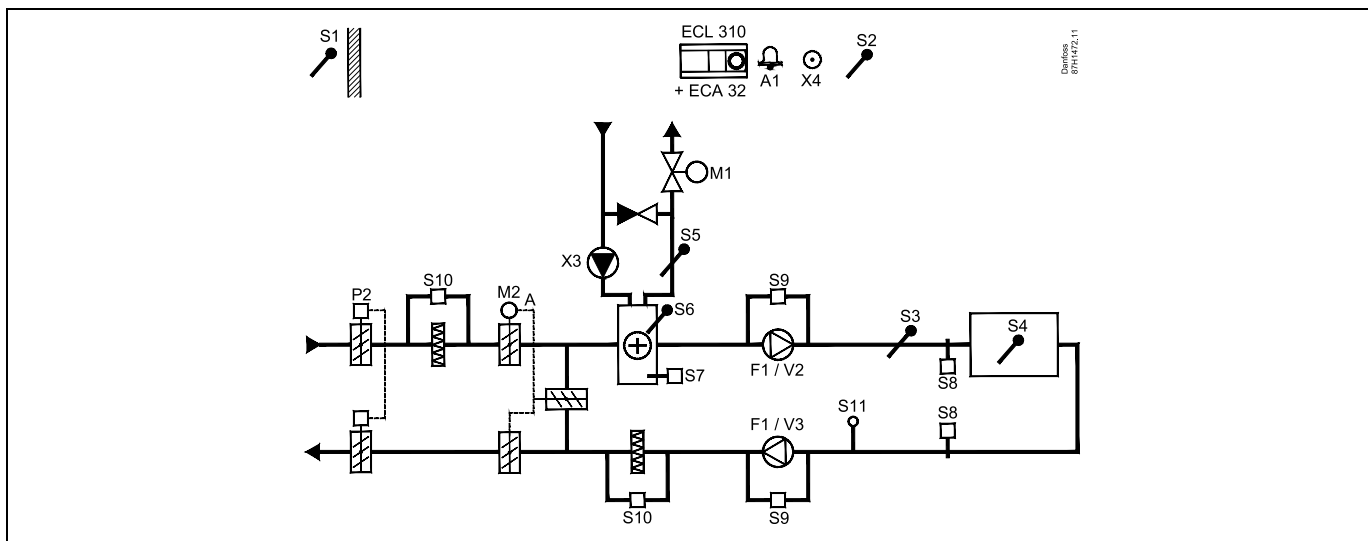 S1
ECL 310
+ ECA 32
A1
X4
S2
Danfoss
87H1472.11
M1
X3
S5
P2
S10
M2
A
S6
S9
S3
S4
F1 / V2
S7
S8
F1 / V3
S11
S8
S10
S9